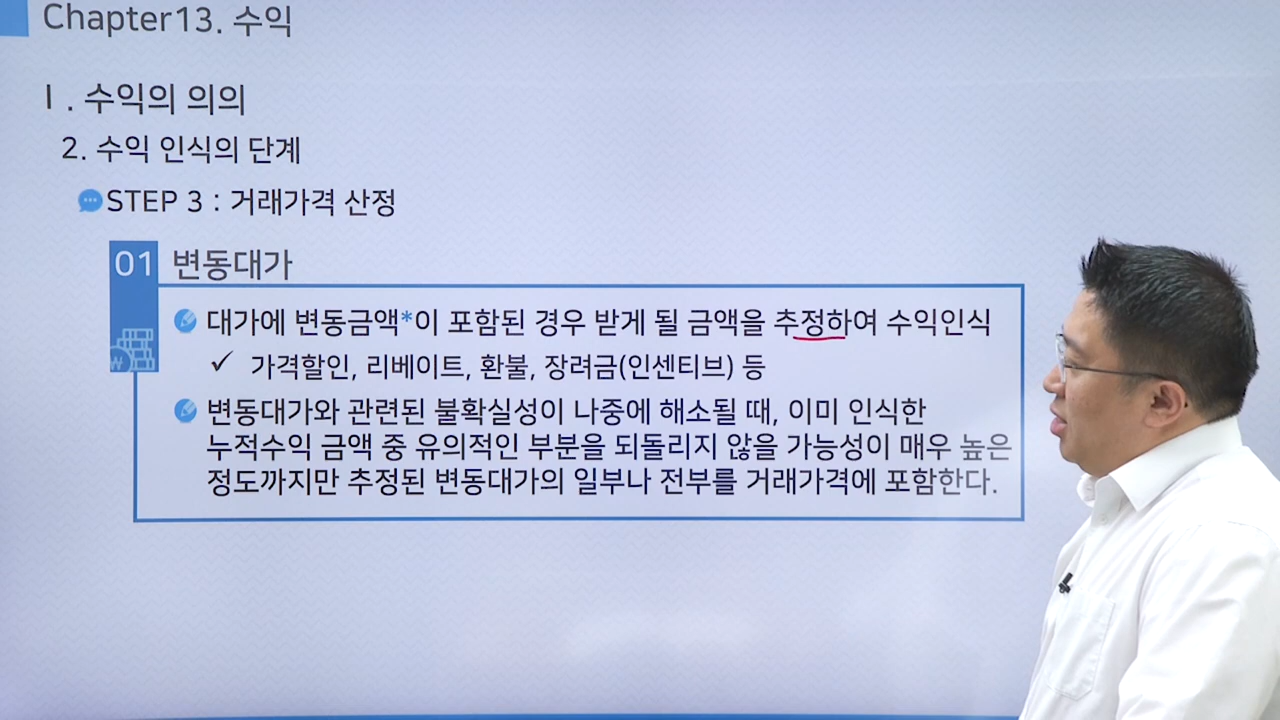 Chapter13. 수익
Ⅰ. 수익의 의의
2. 수익 인식의 단계
STEP 3 : 거래가격 산정
01 변동대가
대가에 변동금액*이 포함된 경우 받게 될 금액을 추정하여 수익인식
✓ 가격할인, 리베이트, 환불, 장려금(인센티브) 등
변동대가와 관련된 불확실성이 나중에 해소될 때, 이미 인식한
누적수익 금액 중 유의적인 부분을 되돌리지 않을 가능성이 매우 높은
정도까지만 추정된 변동대가의 일부나 전부를 거래가격에 포함한다.
₩